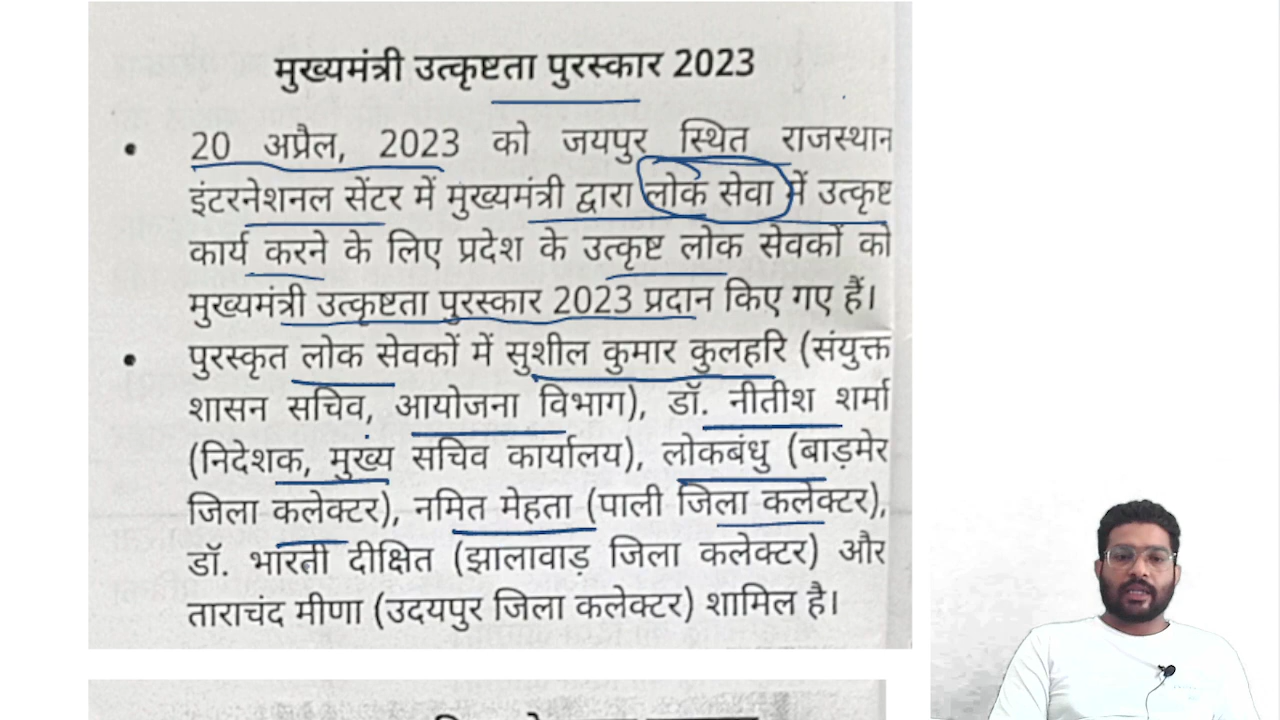 मुख्यमंत्री उत्कृष्टता पुरस्कार 2023
• 20 अप्रैल, 2023 को जयपुर स्थित राजस्थान
इंटरनेशनल सेंटर में मुख्यमंत्री द्वारा लोक सेवा में उत्कृष्ट
कार्य करने के लिए प्रदेश के उत्कृष्ट लोक सेवकों को
मुख्यमंत्री उत्कृष्टता पुरस्कार 2023 प्रदान किए गए हैं।
• पुरस्कृत लोक सेवकों में सुशील कुमार कुलहरि (संयुक्त
शासन सचिव, आयोजना विभाग), डॉ. नीतीश शर्मा
(निदेशक, मुख्य सचिव कार्यालय), लोकबंधु (बाड़मेर
जिला कलेक्टर), नमित मेहता (पाली जिला कलेक्टर),
डॉ. भारती दीक्षित (झालावाड़ जिला कलेक्टर) और
ताराचंद मीणा (उदयपुर जिला कलेक्टर) शामिल है।